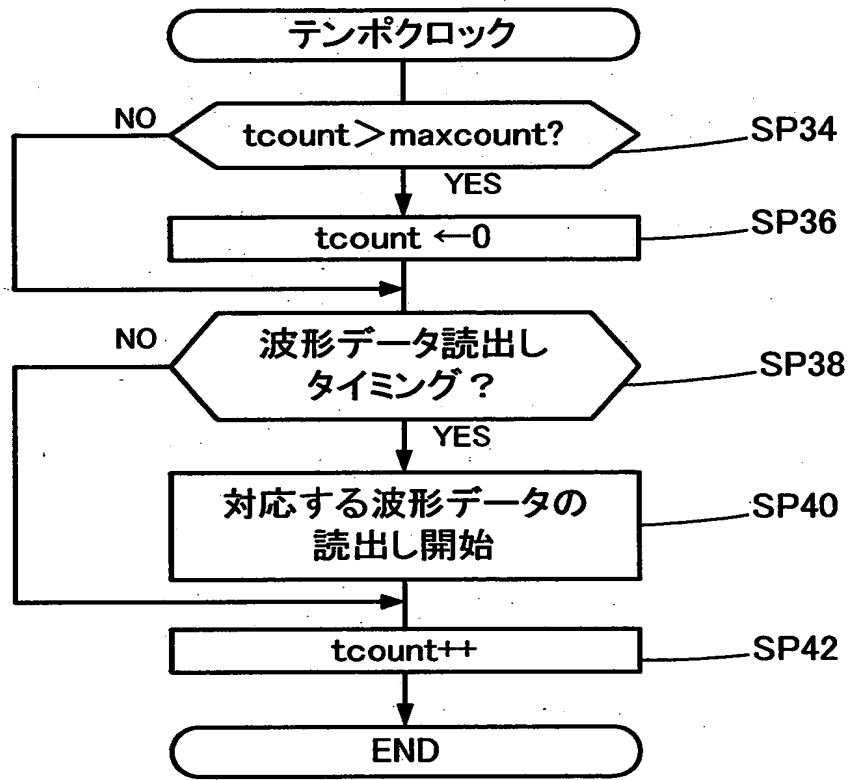 テンポクロック
NO
tcount＞maxcount?
SP34
YES
tcount ←0
SP36
NO
波形データ読出し
タイミング？
SP38
YES
対応する波形データの
読出し開始
SP40
tcount++
SP42
END